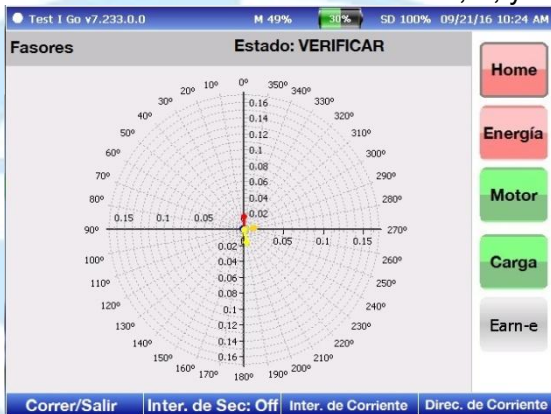 Test I Go v7.233.0.0 M 49% 30% SD 100% 09/21/16 10:24 AM
Fasores Estado: VERIFICAR
Home
Energía
Motor
Carga
Earn-e
0º 350º 340º 330º 320º 310º 300º 290º 280º 270º 260º 250º 240º 230º 220º 210º 200º 190º 180º 170º 160º 150º 140º 130º 120º 110º 100º 90º 80º 70º 60º 50º 40º 30º 20º 10º
0.16
0.14
0.12
0.1
0.08
0.06
0.04
0.02
0.15 0.1 0.05 0 0.05 0.1 0.15
0.02
0.04
0.06
0.08
0.1
0.12
0.14
0.16
Correr/Salir Inter. de Sec: Off Inter. de Corriente Direc. de Corriente